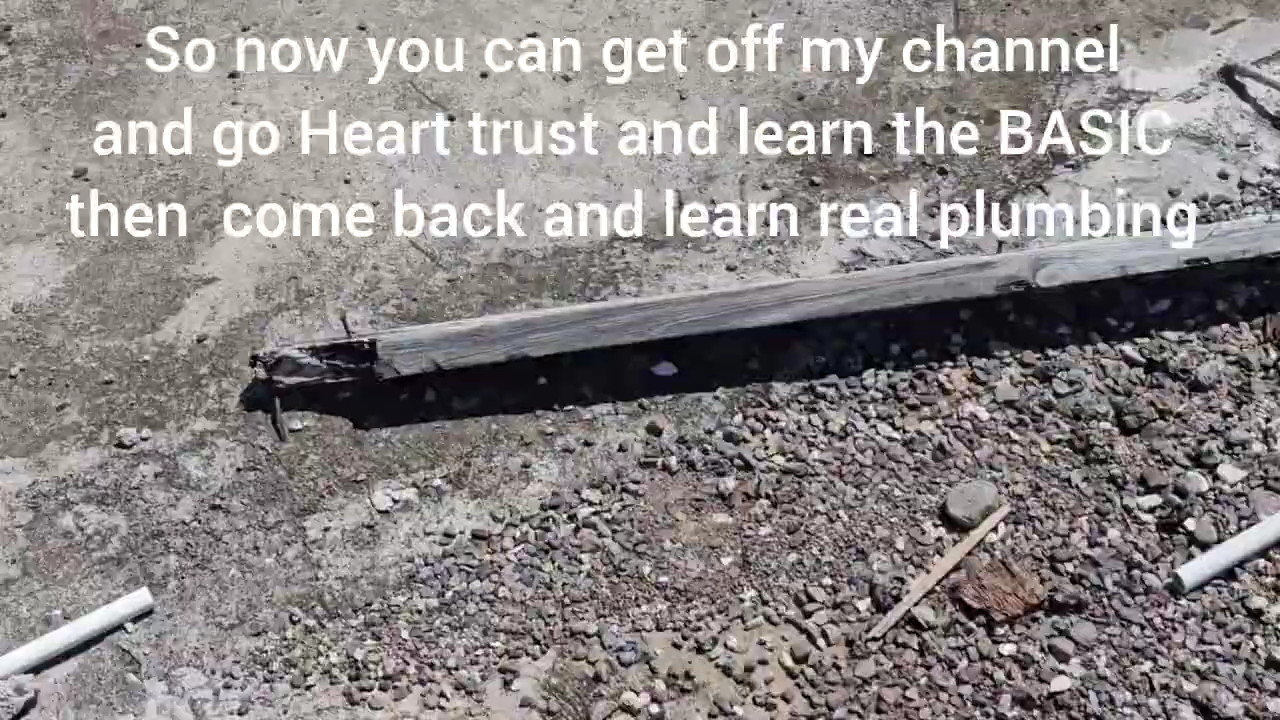 So now you can get off my channel
and go Heart trust and learn the BASIC
then  come back and learn real plumbing